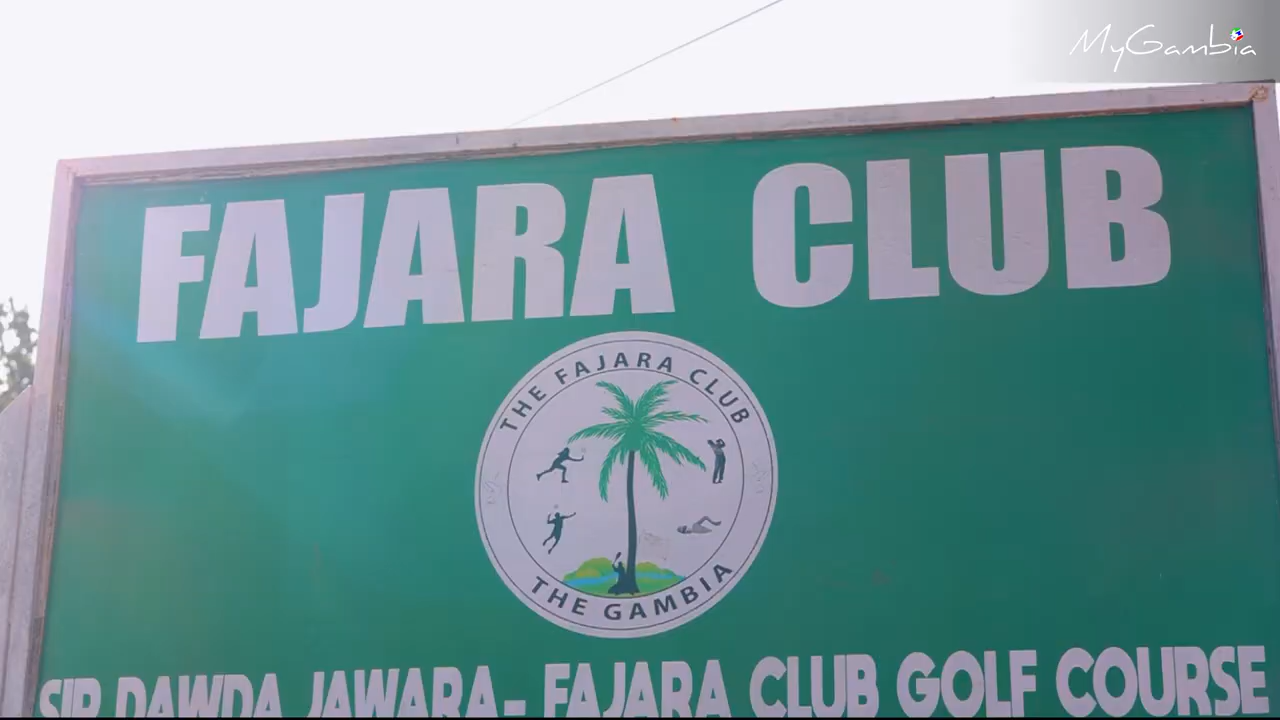 MyGambia
FAJARA CLUB
THE FAJARA CLUB
THE GAMBIA
SIR DAWDA JAWARA- FAJARA CLUB GOLF COURSE